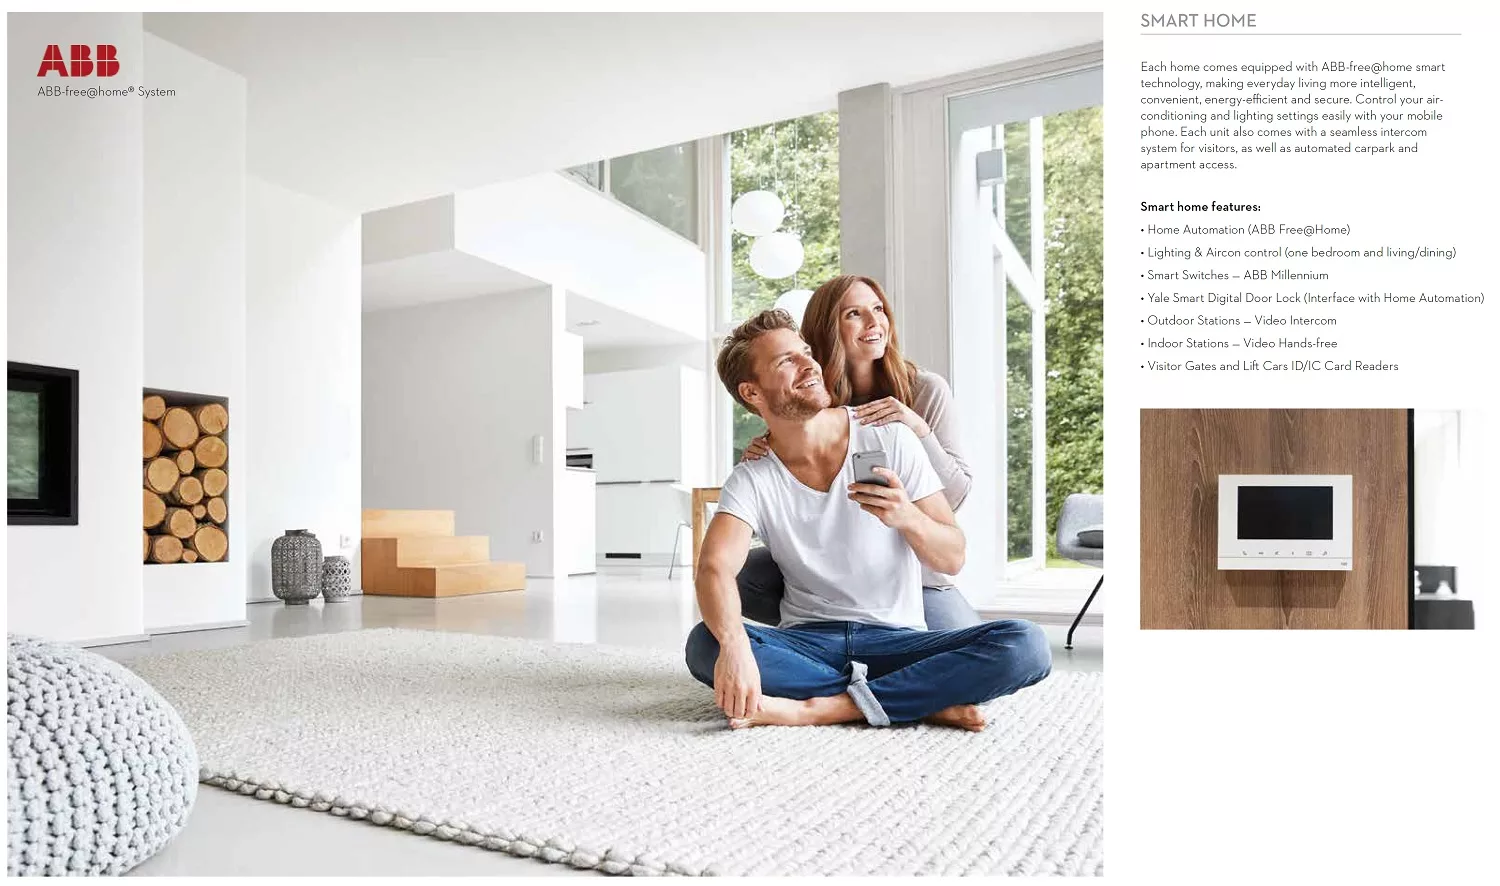 ABB
ABB-free@home® System
SMART HOME
Each home comes equipped with ABB-free@home smart
technology, making everyday living more intelligent,
convenient, energy-efficient and secure. Control your air-
conditioning and lighting settings easily with your mobile
phone. Each unit also comes with a seamless intercom
system for visitors, as well as automated carpark and
apartment access.
Smart home features:
• Home Automation (ABB Free@Home)
• Lighting & Aircon control (one bedroom and living/dining)
• Smart Switches — ABB Millennium
• Yale Smart Digital Door Lock (Interface with Home Automation)
• Outdoor Stations — Video Intercom
• Indoor Stations — Video Hands-free
• Visitor Gates and Lift Cars ID/IC Card Readers